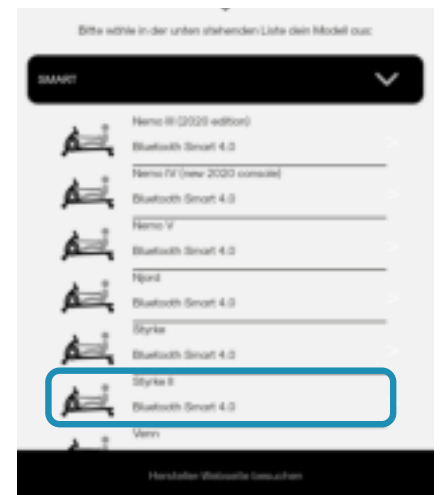 Bitte wähle in der unten stehenden Liste dein Modell aus:
SMART
Nemo III (2020 edition)
Bluetooth Smart 4.0
Nemo IV (new 2020 console)
Bluetooth Smart 4.0
Nemo V
Bluetooth Smart 4.0
Njord
Bluetooth Smart 4.0
Styrke
Bluetooth Smart 4.0
Styrke II
Bluetooth Smart 4.0
Venn
Hersteller Webseite besuchen